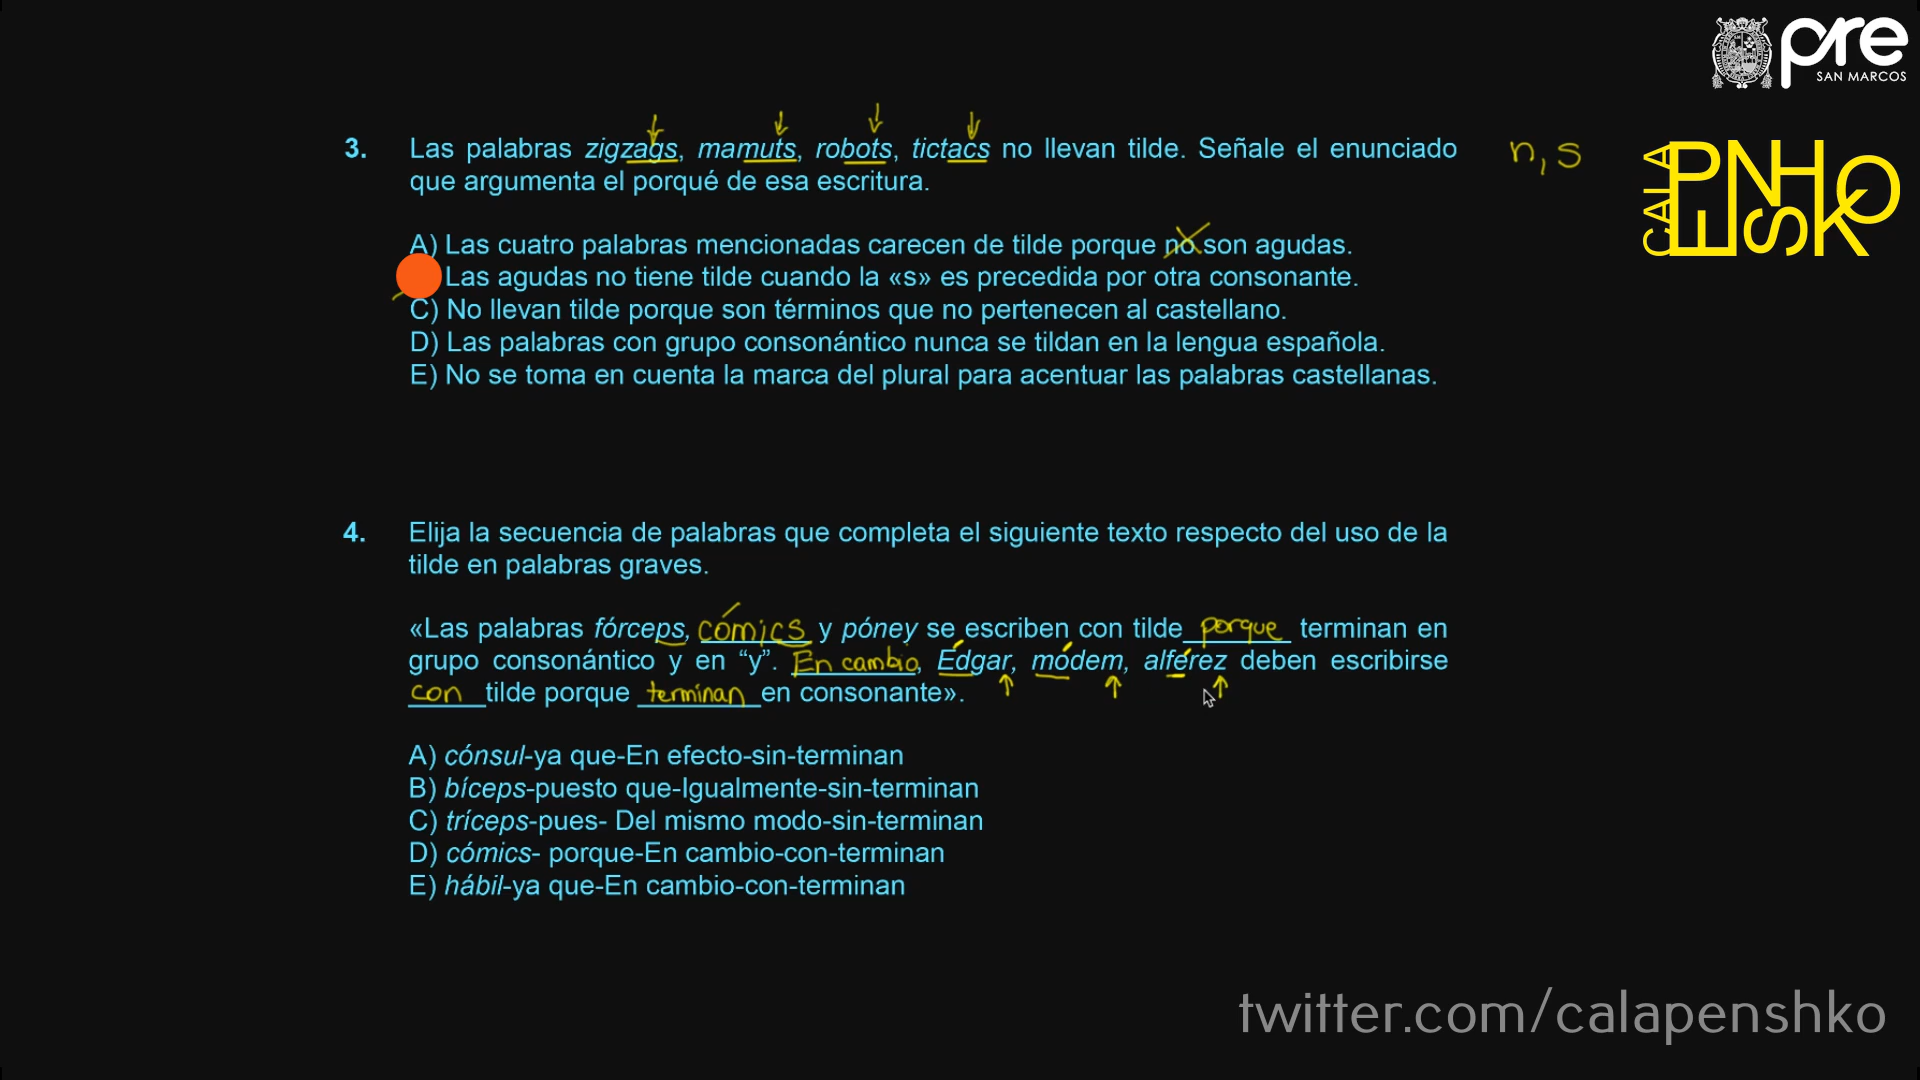 pre
SAN MARCOS
3. Las palabras zigzags, mamuts, robots, tictacs no llevan tilde. Señale el enunciado n,s
que argumenta el porqué de esa escritura.
CALA
PENSHKO
A) Las cuatro palabras mencionadas carecen de tilde porque no son agudas.
Las agudas no tiene tilde cuando la «s» es precedida por otra consonante.
C) No llevan tilde porque son términos que no pertenecen al castellano.
D) Las palabras con grupo consonántico nunca se tildan en la lengua española.
E) No se toma en cuenta la marca del plural para acentuar las palabras castellanas.
4. Elija la secuencia de palabras que completa el siguiente texto respecto del uso de la
tilde en palabras graves.
«Las palabras fórceps, cómics y póney se escriben con tilde porque terminan en
grupo consonántico y en “y”. En cambio, Édgar, módem, alférez deben escribirse
con tilde porque terminan en consonante».
A) cónsul-ya que-En efecto-sin-terminan
B) bíceps-puesto que-Igualmente-sin-terminan
C) tríceps-pues- Del mismo modo-sin-terminan
D) cómics- porque-En cambio-con-terminan
E) hábil-ya que-En cambio-con-terminan
twitter.com/calapenshko